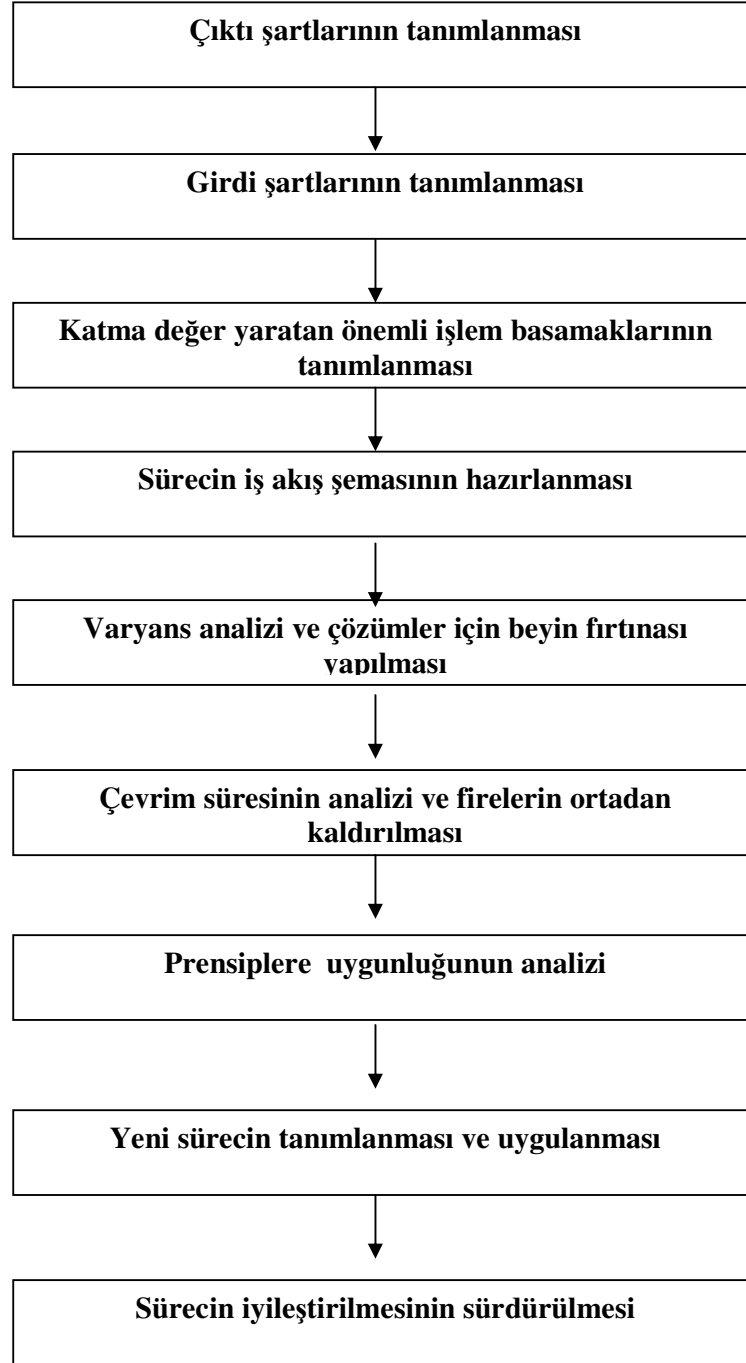 Çıktı şartlarının tanımlanması
Girdi şartlarının tanımlanması
Katma değer yaratan önemli işlem basamaklarının
tanımlanması
Sürecin iş akış şemasının hazırlanması
Varyans analizi ve çözümler için beyin fırtınası
yapılması
Çevrim süresinin analizi ve firelerin ortadan
kaldırılması
Prensiplere  uygunluğunun analizi
Yeni sürecin tanımlanması ve uygulanması
Sürecin iyileştirilmesinin sürdürülmesi